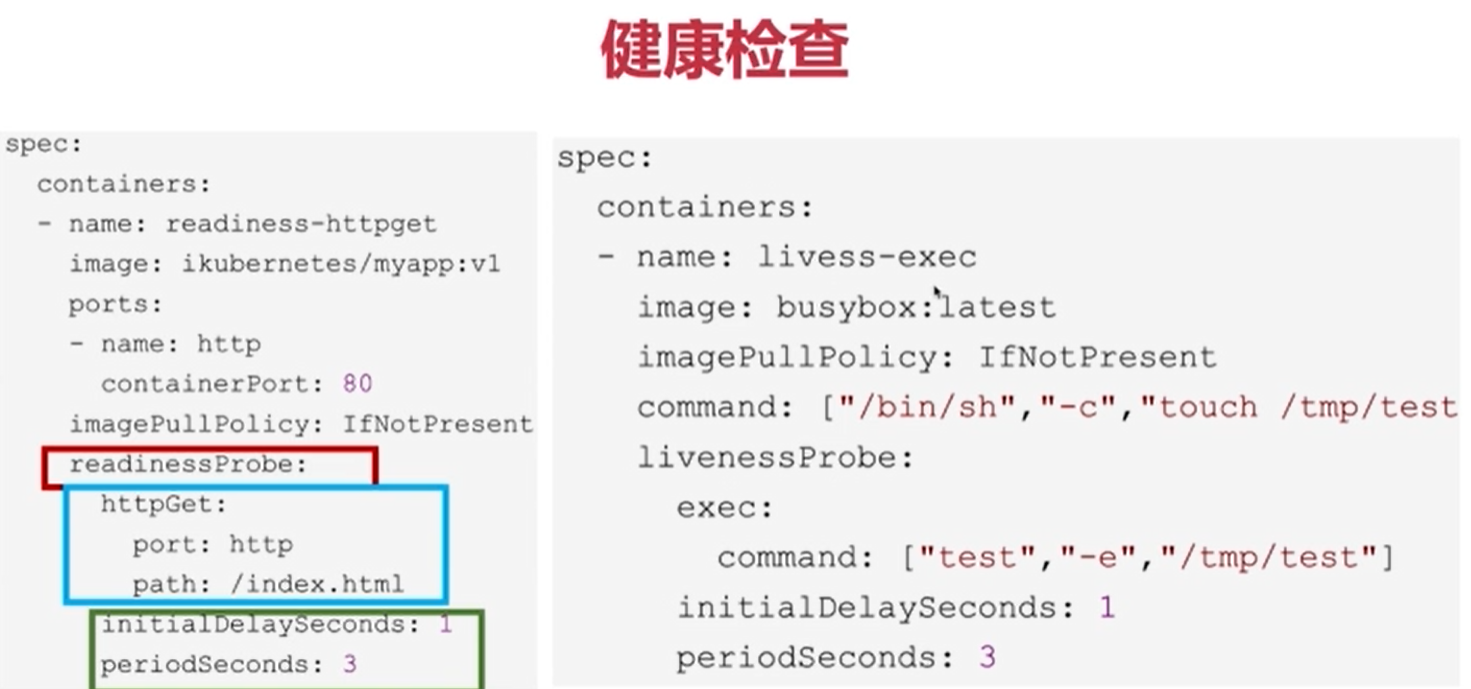 健康检查
spec:
  containers:
  - name: readiness-httpget
    image: ikubernetes/myapp:v1
    ports:
    - name: http
      containerPort: 80
    imagePullPolicy: IfNotPresent
    readinessProbe:
      httpGet:
        port: http
        path: /index.html
      initialDelaySeconds: 1
      periodSeconds: 3
spec:
  containers:
  - name: livess-exec
    image: busybox:latest
    imagePullPolicy: IfNotPresent
    command: ["/bin/sh","-c","touch /tmp/test
    livenessProbe:
      exec:
        command: ["test","-e","/tmp/test"]
      initialDelaySeconds: 1
      periodSeconds: 3